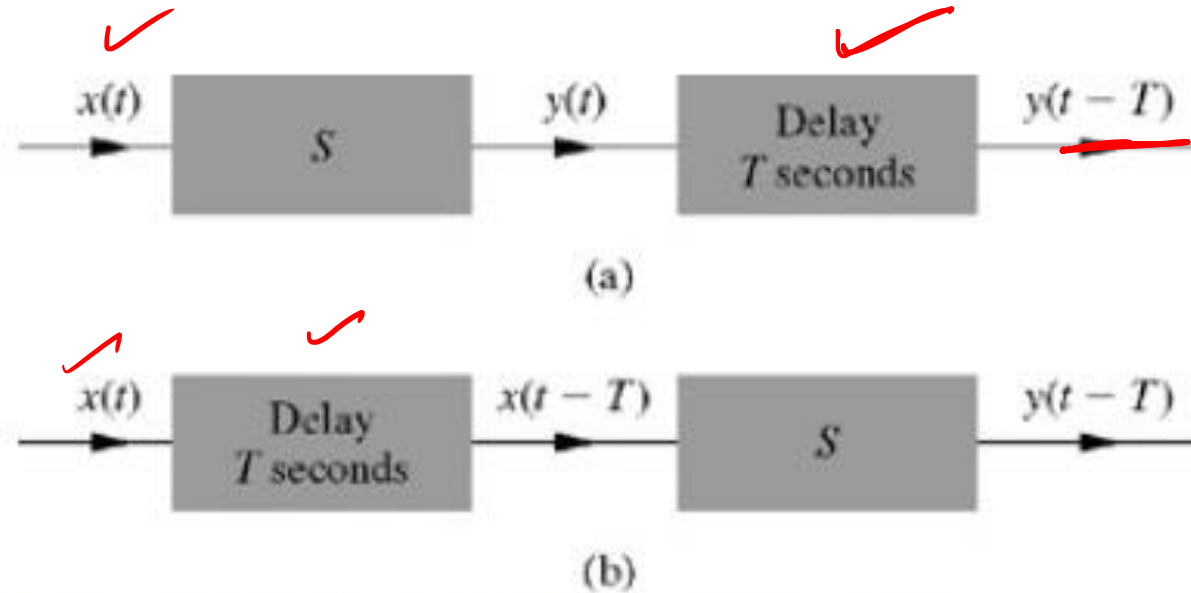 x(t)
S
y(t)
Delay
T seconds
y(t − T)
(a)
x(t)
Delay
T seconds
x(t − T)
S
y(t − T)
(b)